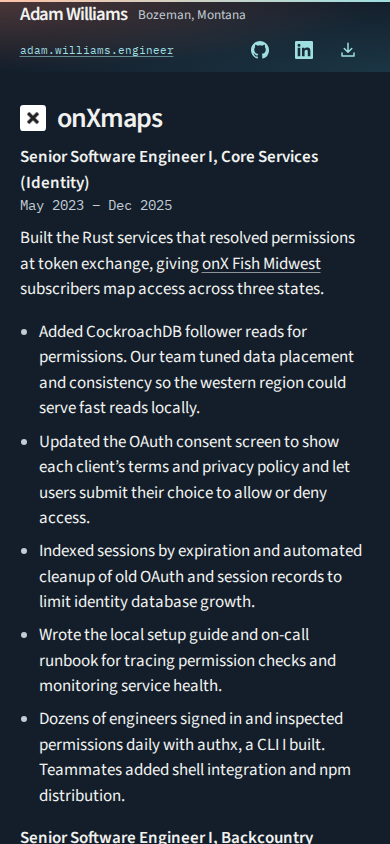 Adam Williams Bozeman, Montana
adam.williams.engineer
onXmaps
Senior Software Engineer I, Core Services
(Identity)
May 2023 – Dec 2025
Built the Rust services that resolved permissions
at token exchange, giving onX Fish Midwest
subscribers map access across three states.
• Added CockroachDB follower reads for
permissions. Our team tuned data placement
and consistency so the western region could
serve fast reads locally.
• Updated the OAuth consent screen to show
each client’s terms and privacy policy and let
users submit their choice to allow or deny
access.
• Indexed sessions by expiration and automated
cleanup of old OAuth and session records to
limit identity database growth.
• Wrote the local setup guide and on-call
runbook for tracing permission checks and
monitoring service health.
• Dozens of engineers signed in and inspected
permissions daily with authx, a CLI I built.
Teammates added shell integration and npm
distribution.
Senior Software Engineer I, Backcountry